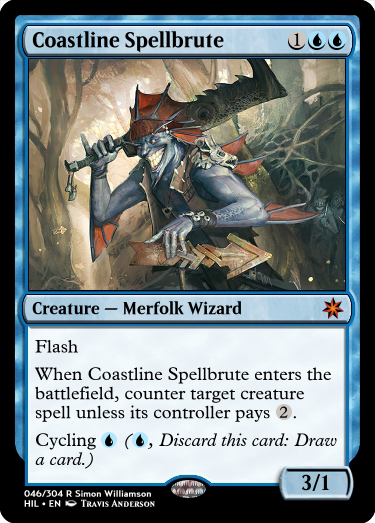 Coastline Spellbrute 1
Creature — Merfolk Wizard
Flash
When Coastline Spellbrute enters the
battlefield, counter target creature
spell unless its controller pays 2.
Cycling (, Discard this card: Draw
a card.)
046/304 R Simon Williamson
HIL • EN Travis Anderson
3/1